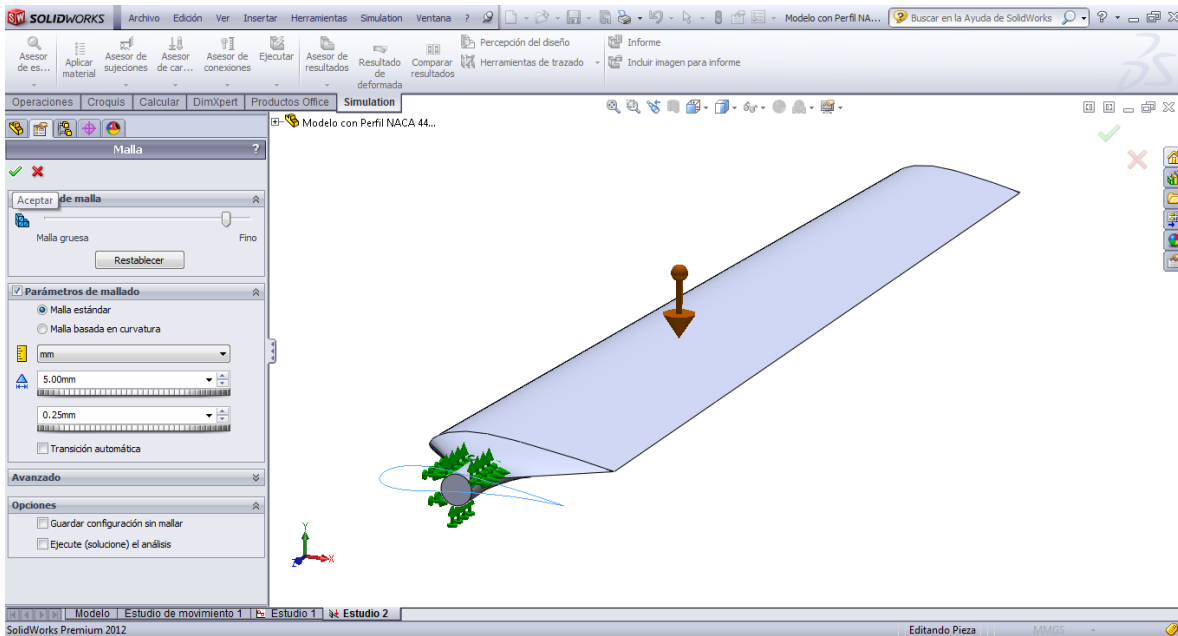 SW SOLIDWORKS Archivo Edición Ver Insertar Herramientas Simulation Ventana ? Modelo con Perfil NA... Buscar en la Ayuda de SolidWorks ?
Asesor de es...
Aplicar material
Asesor de sujeciones
Asesor de car...
Asesor de conexiones
Ejecutar
Asesor de resultados
Resultado de deformada
Comparar resultados
Percepción del diseño
Herramientas de trazado
Informe
Incluir imagen para informe
Operaciones Croquis Calcular DimXpert Productos Office Simulation
Modelo con Perfil NACA 44...
Malla ?
Aceptar de malla
Malla gruesa Fino
Restablecer
Parámetros de mallado
Malla estándar
Malla basada en curvatura
mm
5.00mm
0.25mm
Transición automática
Avanzado
Opciones
Guardar configuración sin mallar
Ejecute (solucione) el análisis
Y
X
Z
Modelo Estudio de movimiento 1 Estudio 1 Estudio 2
SolidWorks Premium 2012 Editando Pieza MMGS